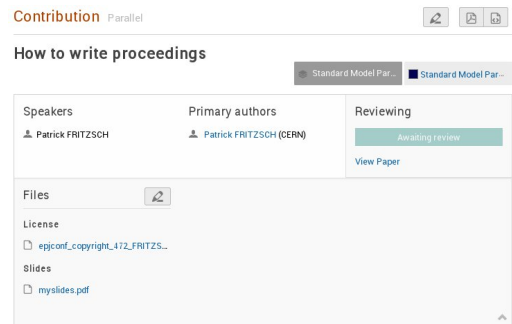 Contribution Parallel
How to write proceedings
Standard Model Par... Standard Model Par...
Speakers
Patrick FRITZSCH
Primary authors
Patrick FRITZSCH (CERN)
Reviewing
Awaiting review
View Paper
Files
License
epjconf_copyright_472_FRITZS...
Slides
myslides.pdf